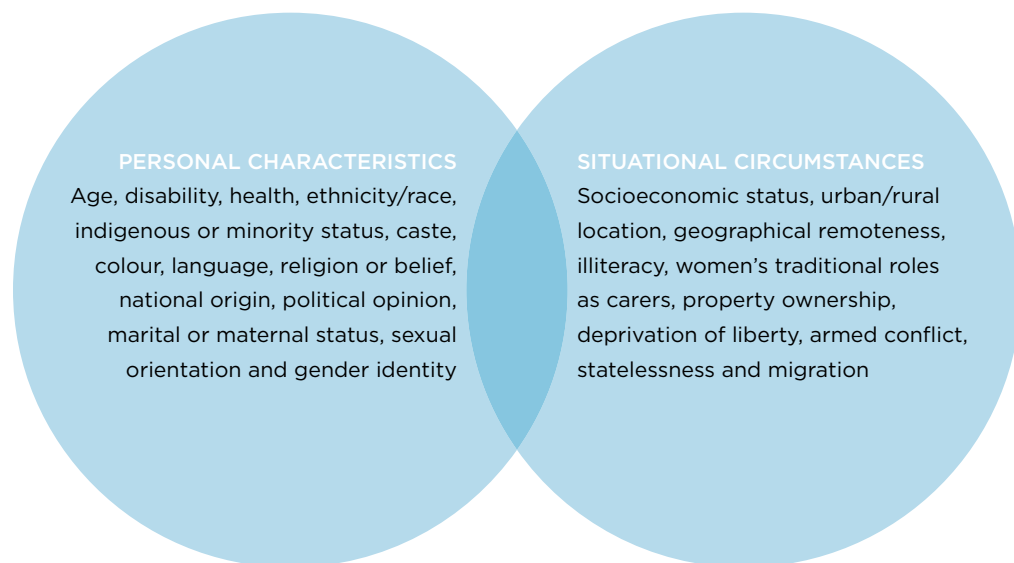 PERSONAL CHARACTERISTICS
Age, disability, health, ethnicity/race,
indigenous or minority status, caste,
colour, language, religion or belief,
national origin, political opinion,
marital or maternal status, sexual
orientation and gender identity
SITUATIONAL CIRCUMSTANCES
Socioeconomic status, urban/rural
location, geographical remoteness,
illiteracy, women’s traditional roles
as carers, property ownership,
deprivation of liberty, armed conflict,
statelessness and migration